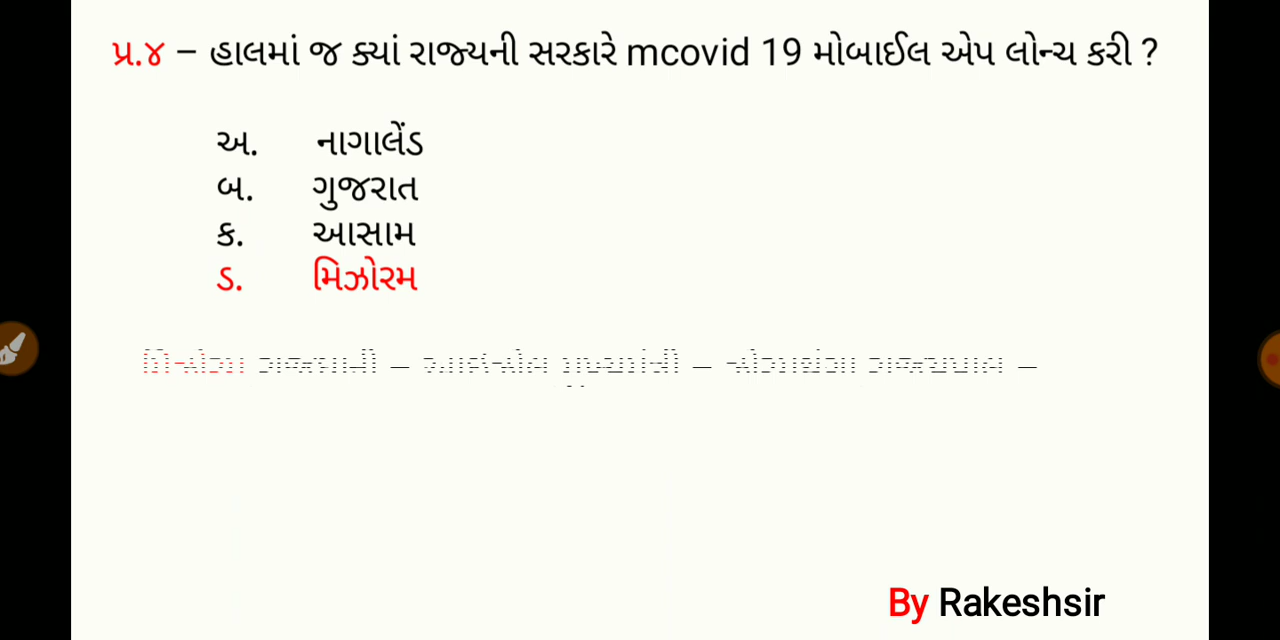 પ્ર.૪ – હાલમાં જ ક્યાં રાજ્યની સરકારે mcovid 19 મોબાઈલ એપ લોન્ચ કરી ?
અ. નાગાલેંડ
બ. ગુજરાત
ક. આસામ
ડ. મિઝોરમ
By Rakeshsir